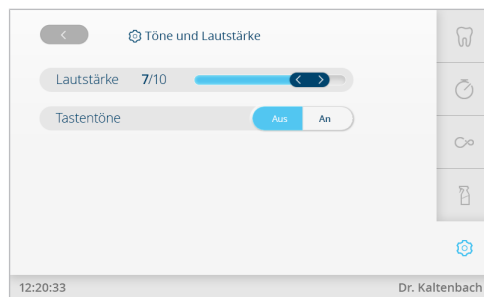 Töne und Lautstärke
Lautstärke 7/10
Tastentöne Aus An
12:20:33 Dr. Kaltenbach